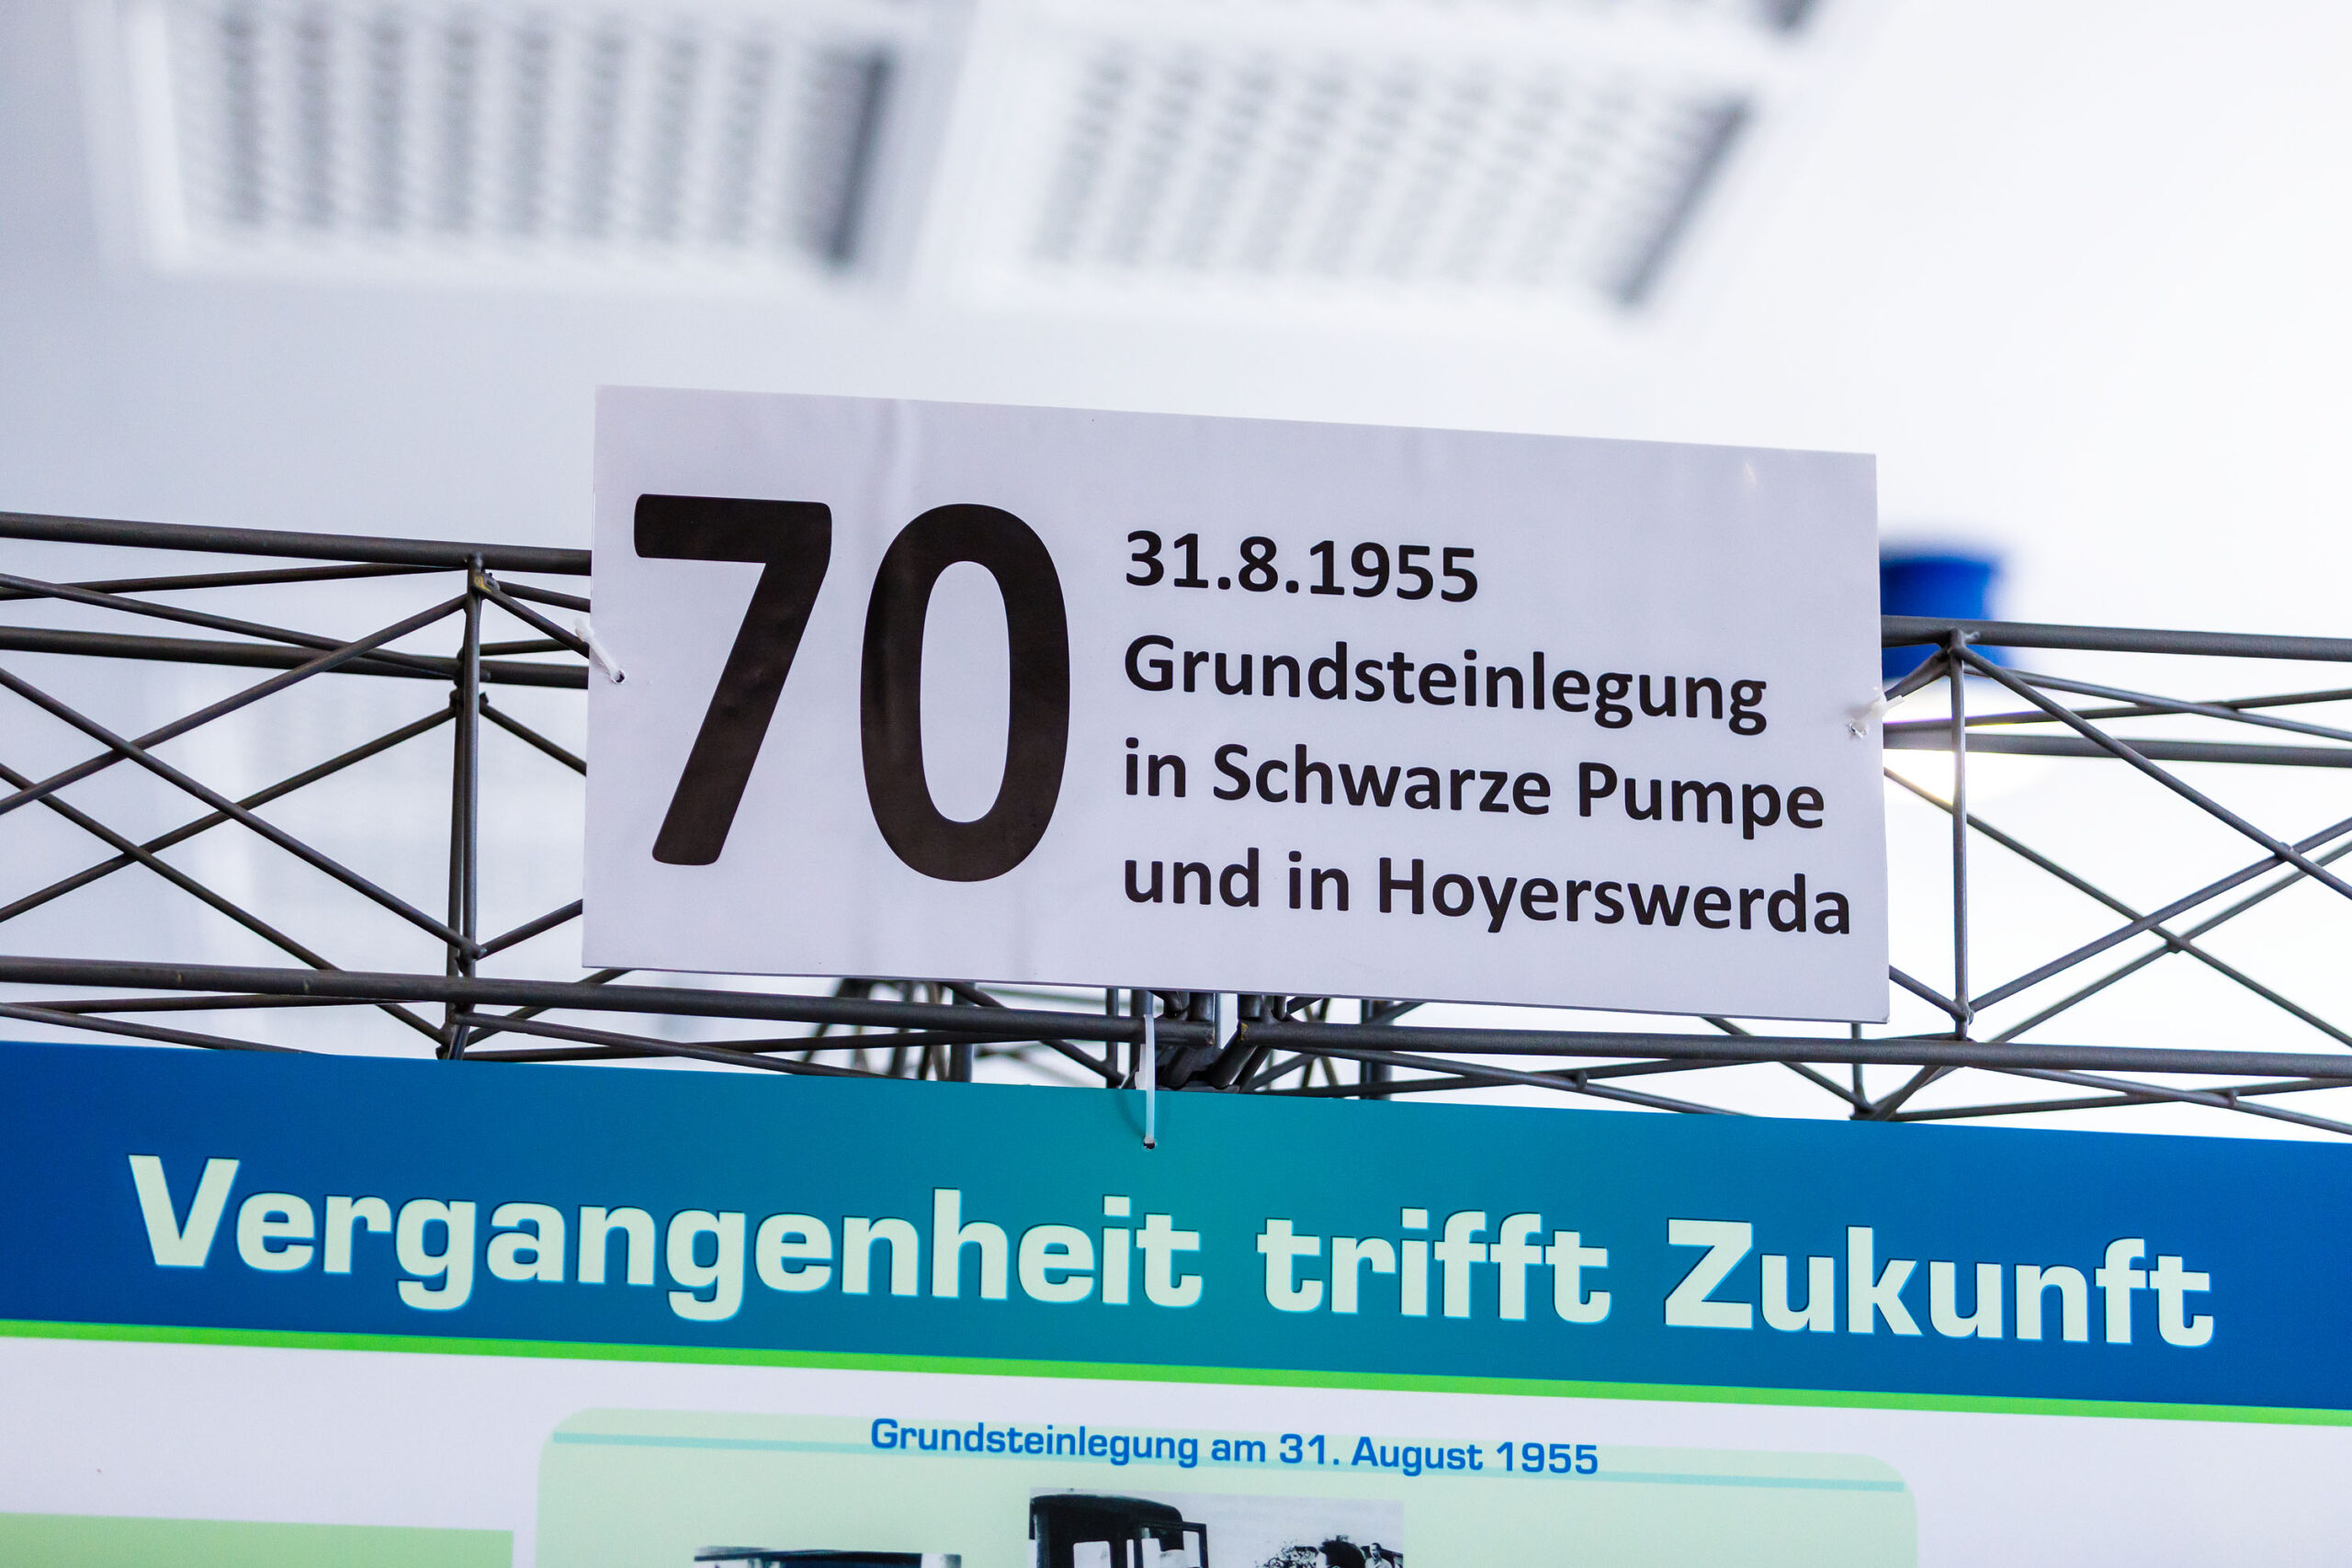 70
31.8.1955
Grundsteinlegung
in Schwarze Pumpe
und in Hoyerswerda
Vergangenheit trifft Zukunft
Grundsteinlegung am 31. August 1955